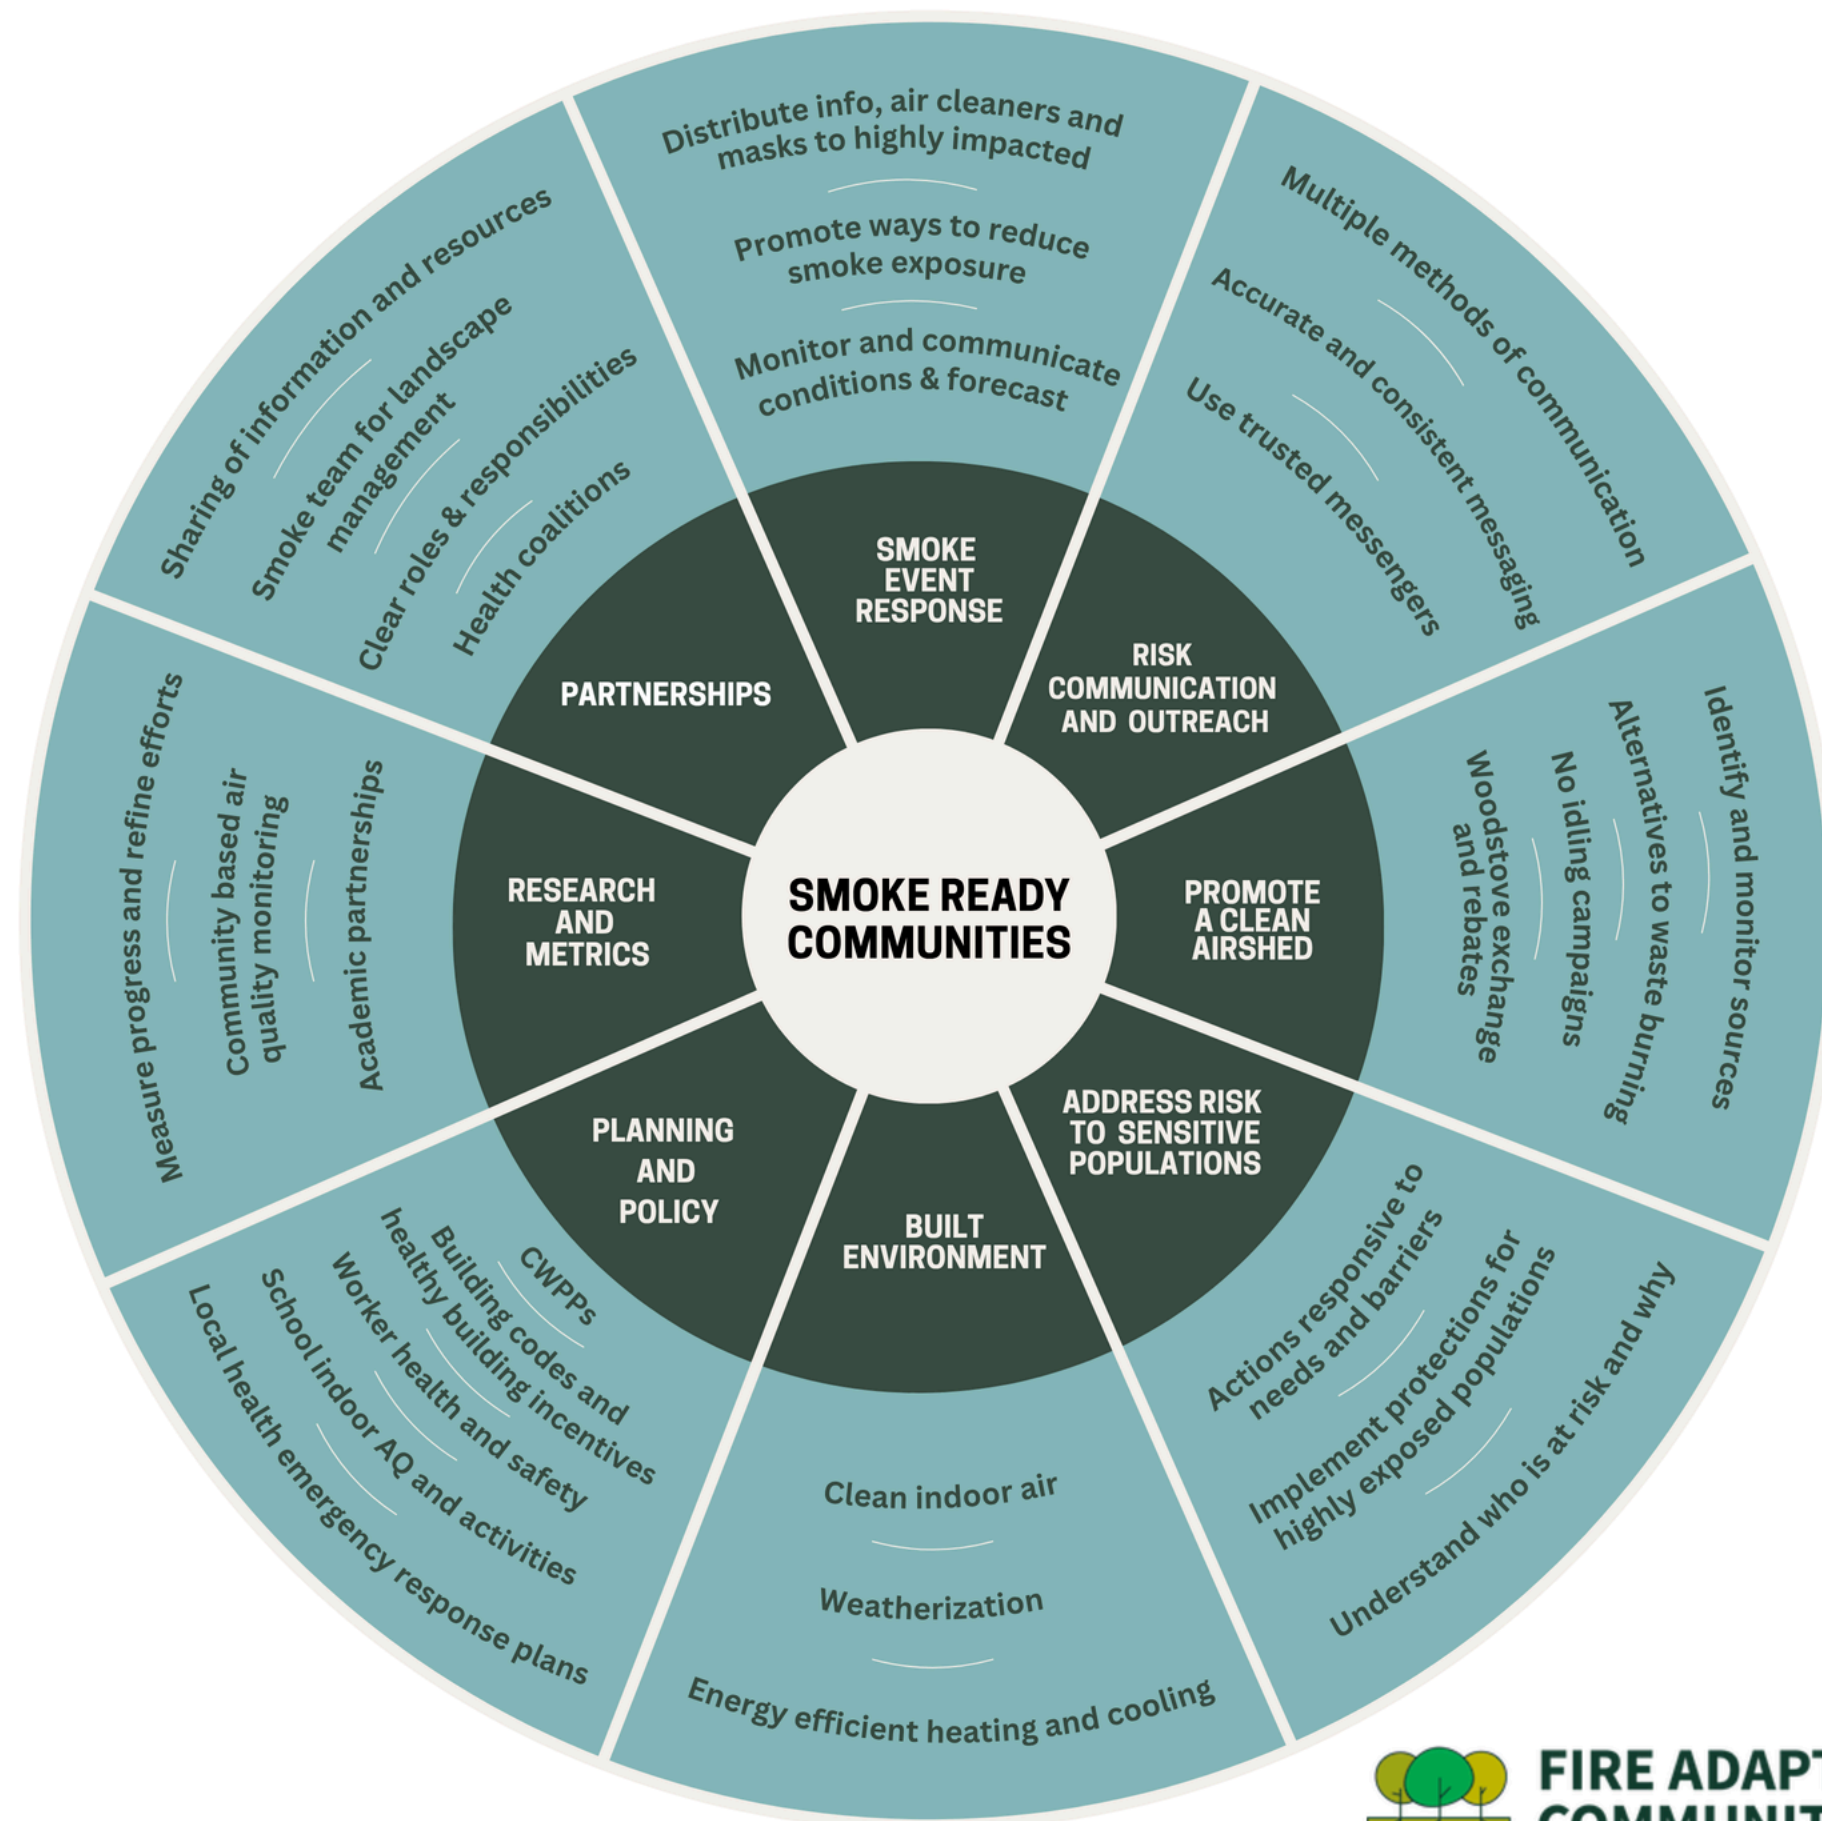 SMOKE READY
COMMUNITIES
SMOKE
EVENT
RESPONSE
Distribute info, air cleaners and
masks to highly impacted
Promote ways to reduce
smoke exposure
Monitor and communicate
conditions & forecast
RISK
COMMUNICATION
AND OUTREACH
Multiple methods of communication
Accurate and consistent messaging
Use trusted messengers
PROMOTE
A CLEAN
AIRSHED
Identify and monitor sources
Alternatives to waste burning
No idling campaigns
Woodstove exchange
and rebates
ADDRESS RISK
TO SENSITIVE
POPULATIONS
Actions responsive to
needs and barriers
Implement protections for
highly exposed populations
Understand who is at risk and why
BUILT
ENVIRONMENT
Clean indoor air
Weatherization
Energy efficient heating and cooling
PLANNING
AND
POLICY
CWPPs
Building codes and
healthy building incentives
Worker health and safety
School indoor AQ and activities
Local health emergency response plans
RESEARCH
AND
METRICS
Measure progress and refine efforts
Community based air
quality monitoring
Academic partnerships
PARTNERSHIPS
Sharing of information and resources
Smoke team for landscape
management
Clear roles & responsibilities
Health coalitions
FIRE ADAPT
COMMUNIT